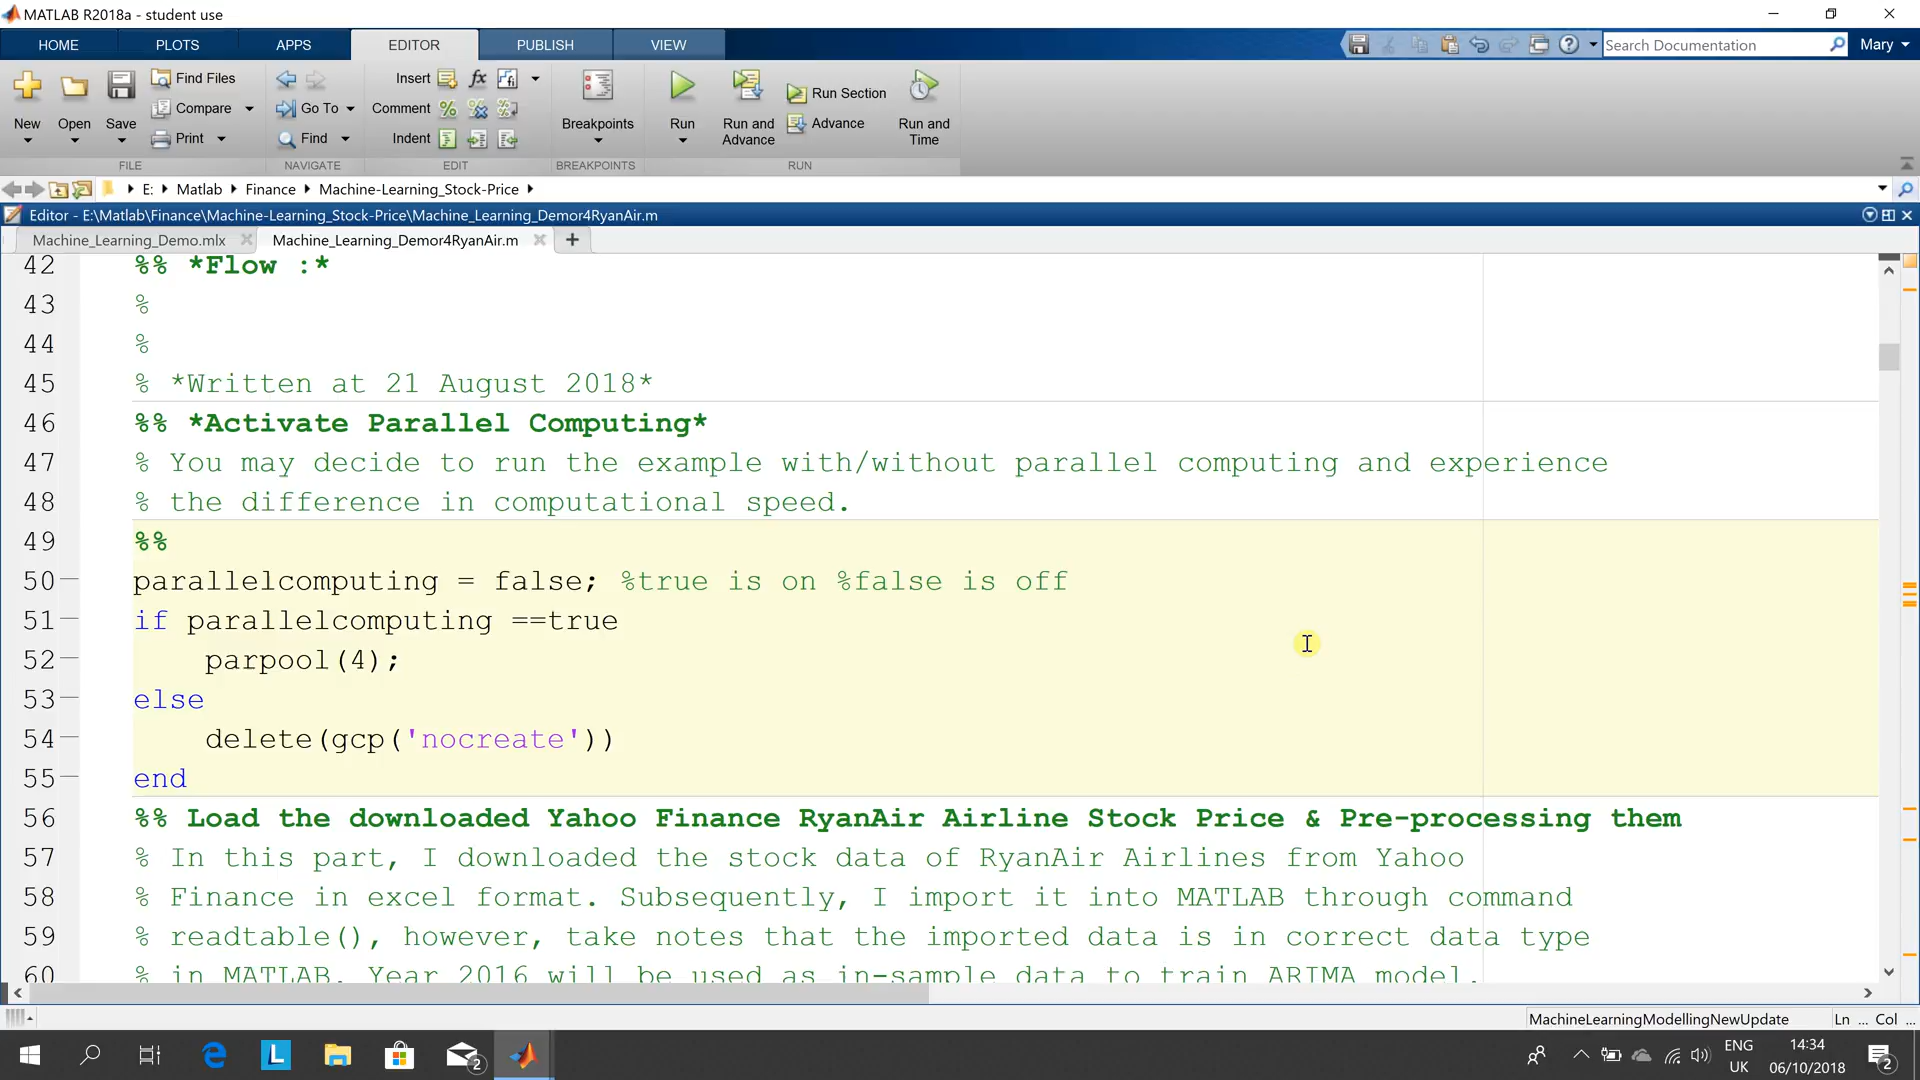 MATLAB R2018a - student use
HOME PLOTS APPS EDITOR PUBLISH VIEW Search Documentation Mary
New Open Save Find Files Compare Print
Go To Find
Insert fx Comment Indent
Breakpoints
Run Run and Advance Run Section Advance Run and Time
FILE NAVIGATE EDIT BREAKPOINTS RUN
E: Matlab Finance Machine-Learning_Stock-Price
Editor - E:\Matlab\Finance\Machine-Learning_Stock-Price\Machine_Learning_Demor4RyanAir.m
Machine_Learning_Demo.mlx Machine_Learning_Demor4RyanAir.m
42 %% *Flow :*
43 %
44 %
45 % *Written at 21 August 2018*
46 %% *Activate Parallel Computing*
47 % You may decide to run the example with/without parallel computing and experience
48 % the difference in computational speed.
49 %%
50 parallelcomputing = false; %true is on %false is off
51 if parallelcomputing ==true
52 parpool(4);
53 else
54 delete(gcp('nocreate'))
55 end
56 %% Load the downloaded Yahoo Finance RyanAir Airline Stock Price & Pre-processing them
57 % In this part, I downloaded the stock data of RyanAir Airlines from Yahoo
58 % Finance in excel format. Subsequently, I import it into MATLAB through command
59 % readtable(), however, take notes that the imported data is in correct data type
60 % in MATLAB. Year 2016 will be used as in-sample data to train ARIMA model.
MachineLearningModellingNewUpdate Ln ... Col ...
L 2 ENG 14:34
UK 06/10/2018 2